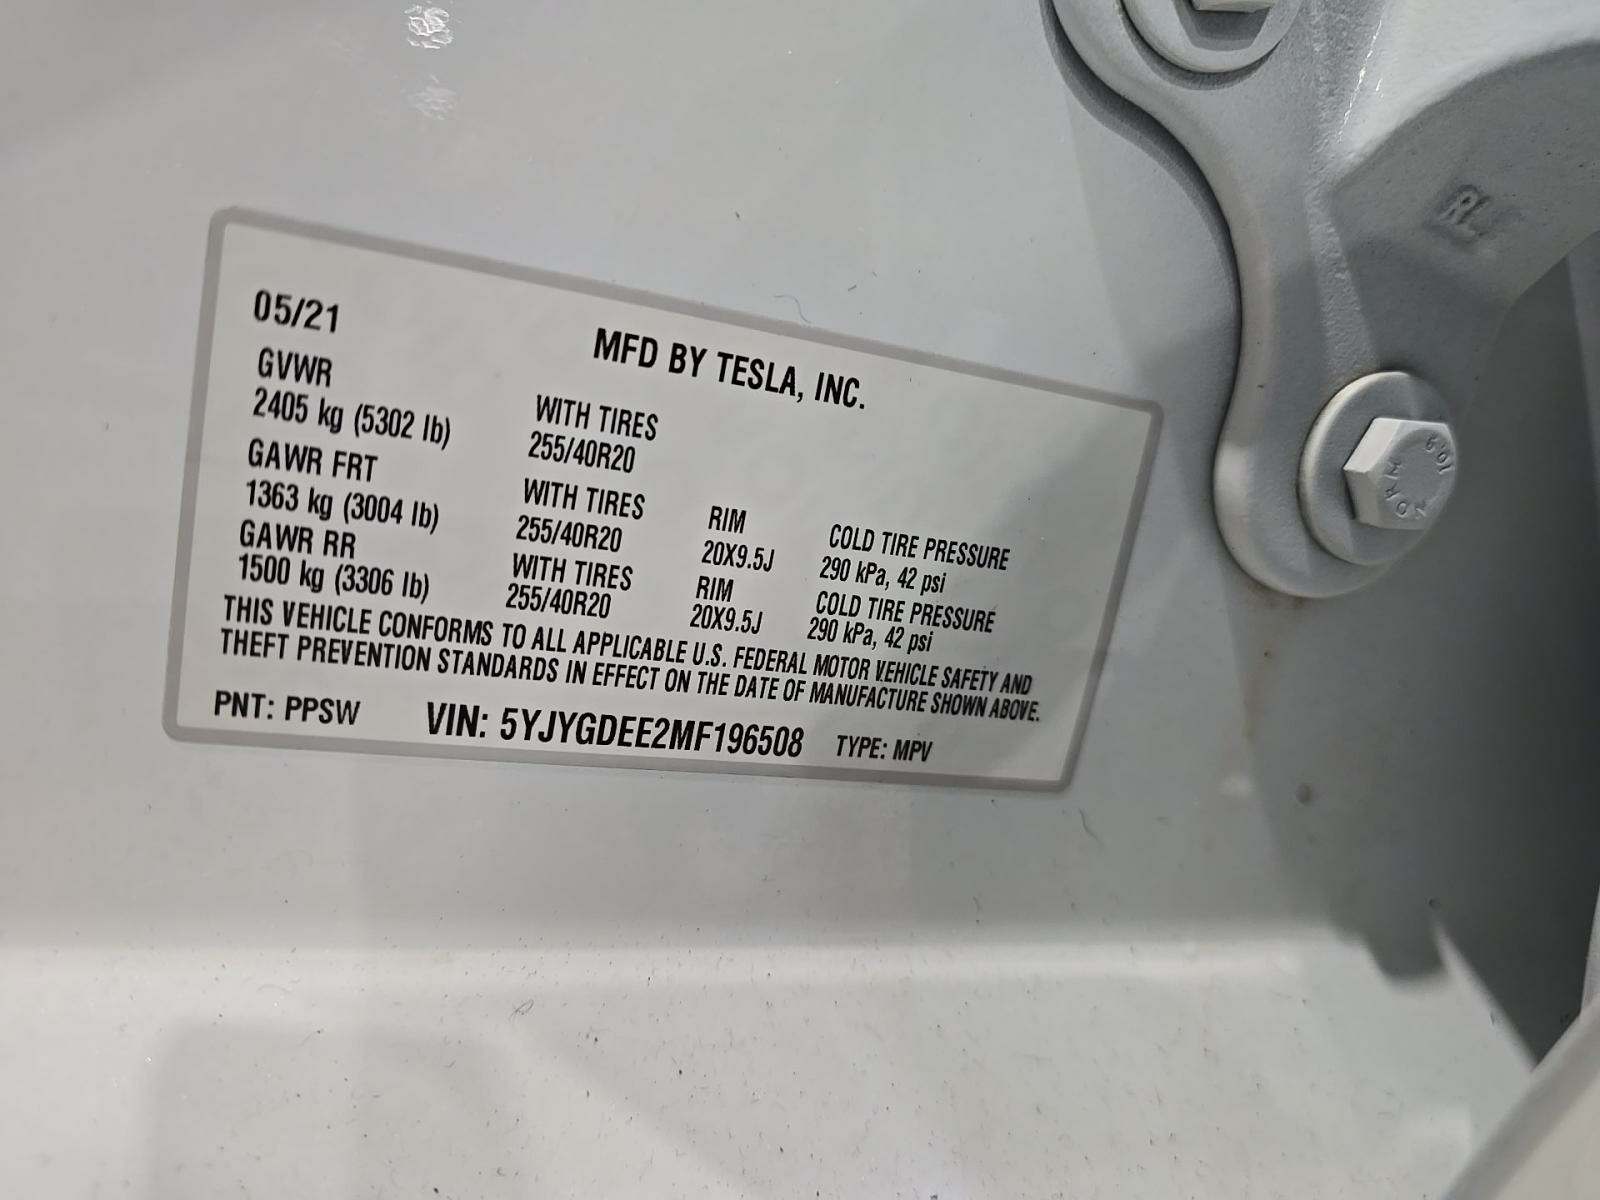 05/21
MFD BY TESLA, INC.
GVWR
2405 kg (5302 lb)
WITH TIRES
255/40R20
GAWR FRT
1363 kg (3004 lb)
WITH TIRES
255/40R20
RIM
20X9.5J
COLD TIRE PRESSURE
290 kPa, 42 psi
GAWR RR
1500 kg (3306 lb)
WITH TIRES
255/40R20
RIM
20X9.5J
COLD TIRE PRESSURE
290 kPa, 42 psi
THIS VEHICLE CONFORMS TO ALL APPLICABLE U.S. FEDERAL MOTOR VEHICLE SAFETY AND
THEFT PREVENTION STANDARDS IN EFFECT ON THE DATE OF MANUFACTURE SHOWN ABOVE.
PNT: PPSW VIN: 5YJYGDEE2MF196508 TYPE: MPV
RL
10.9
NDRM